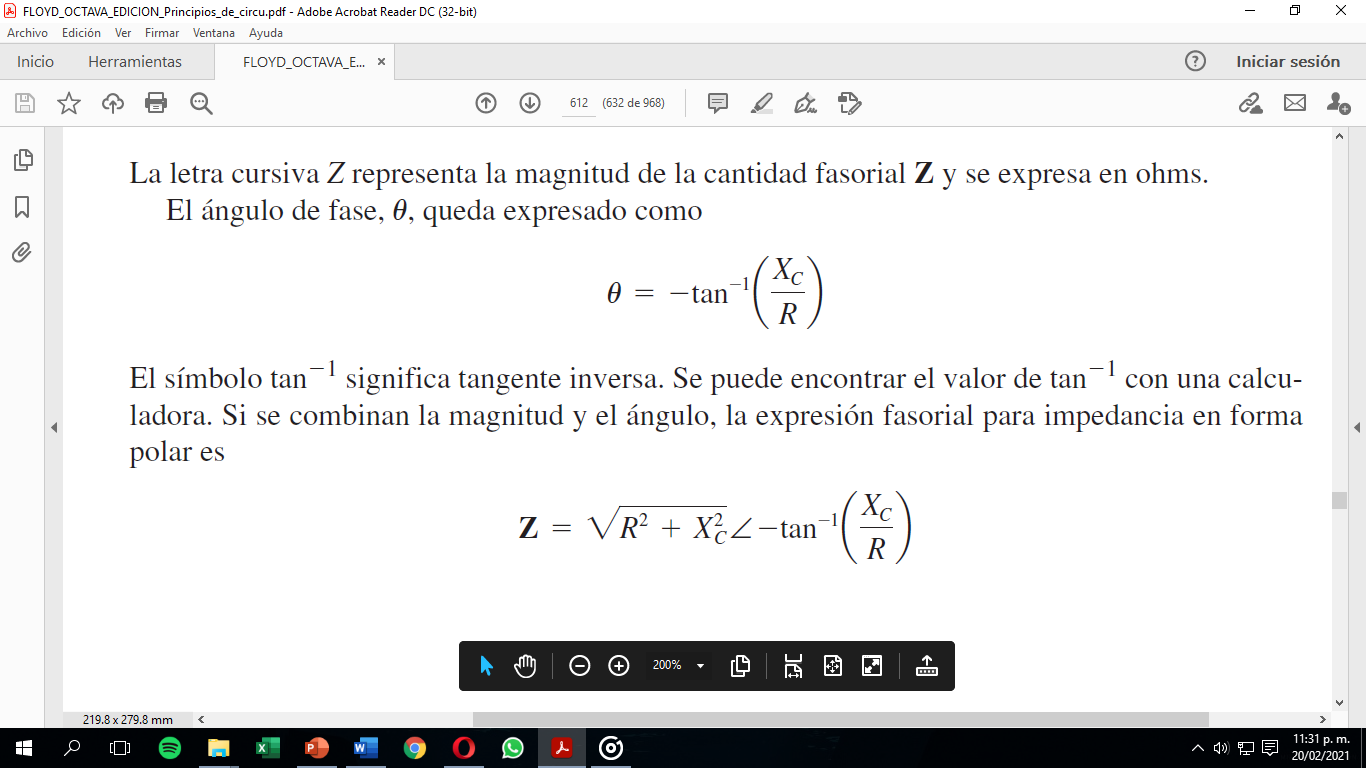 FLOYD_OCTAVA_EDICION_Principios_de_circu.pdf - Adobe Acrobat Reader DC (32-bit)
Archivo Edición Ver Firmar Ventana Ayuda
Inicio Herramientas FLOYD_OCTAVA_E... × Iniciar sesión
612 (632 de 968)
La letra cursiva Z representa la magnitud de la cantidad fasorial Z y se expresa en ohms.
El ángulo de fase, θ, queda expresado como
θ = −tan⁻¹(X_C/R)
El símbolo tan⁻¹ significa tangente inversa. Se puede encontrar el valor de tan⁻¹ con una calcu-
ladora. Si se combinan la magnitud y el ángulo, la expresión fasorial para impedancia en forma
polar es
Z = √(R² + X_C²)∠−tan⁻¹(X_C/R)
200%
219.8 x 279.8 mm
11:31 p. m.
20/02/2021